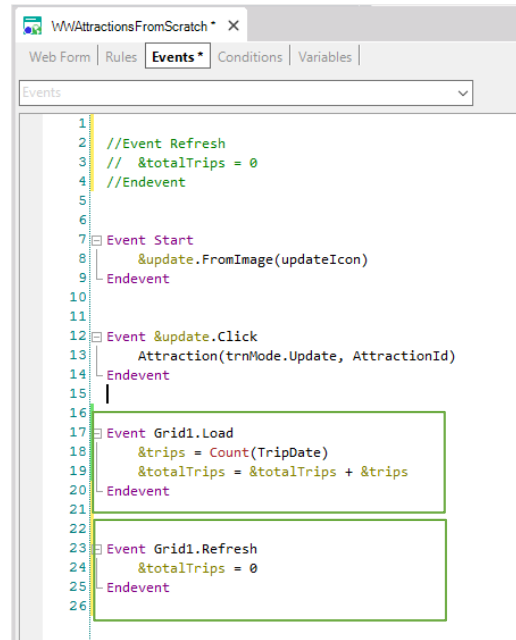 WWAttractionsFromScratch * X
Web Form | Rules | Events * | Conditions | Variables |
Events
1
2 //Event Refresh
3 //  &totalTrips = 0
4 //Endevent
5
6
7 Event Start
8     &update.FromImage(updateIcon)
9 Endevent
10
11
12 Event &update.Click
13     Attraction(trnMode.Update, AttractionId)
14 Endevent
15
16
17 Event Grid1.Load
18     &trips = Count(TripDate)
19     &totalTrips = &totalTrips + &trips
20 Endevent
21
22
23 Event Grid1.Refresh
24     &totalTrips = 0
25 Endevent
26